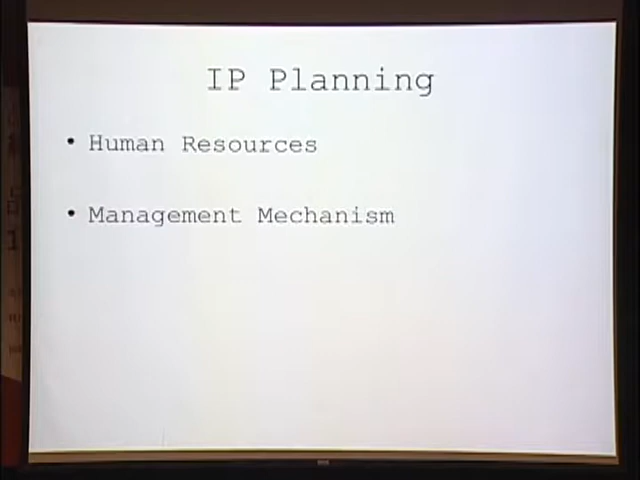 IP Planning
• Human Resources
• Management Mechanism